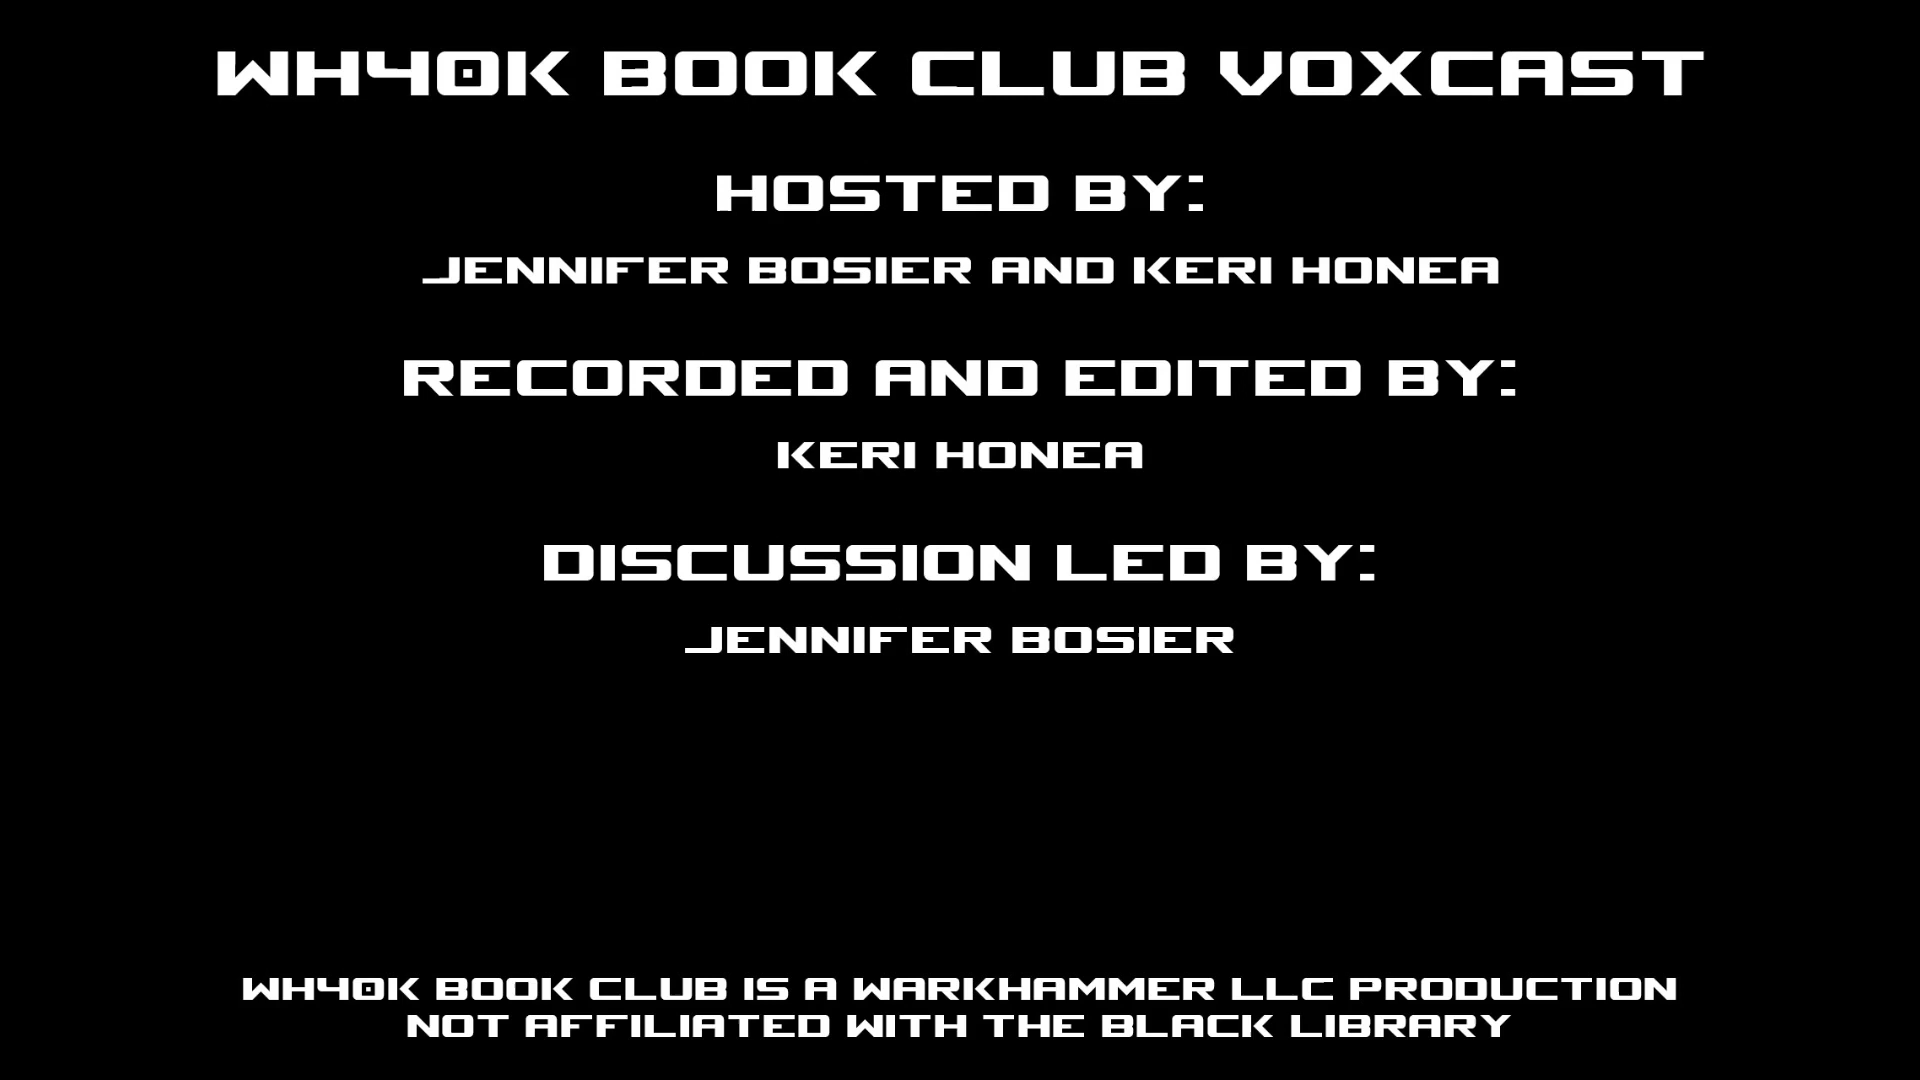 WH40K BOOK CLUB VOXCAST
HOSTED BY:
JENNIFER BOSIER AND KERI HONEA
RECORDED AND EDITED BY:
KERI HONEA
DISCUSSION LED BY:
JENNIFER BOSIER
WH40K BOOK CLUB IS A WARKHAMMER LLC PRODUCTION
NOT AFFILIATED WITH THE BLACK LIBRARY